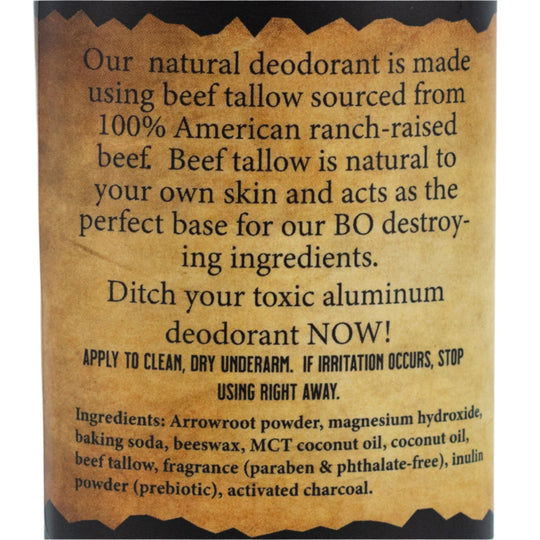 Our natural deodorant is made
using beef tallow sourced from
100% American ranch-raised
beef. Beef tallow is natural to
your own skin and acts as the
perfect base for our BO destroy-
ing ingredients.
Ditch your toxic aluminum
deodorant NOW!
APPLY TO CLEAN, DRY UNDERARM. IF IRRITATION OCCURS, STOP
USING RIGHT AWAY.
Ingredients: Arrowroot powder, magnesium hydroxide,
baking soda, beeswax, MCT coconut oil, coconut oil,
beef tallow, fragrance (paraben & phthalate-free), inulin
powder (prebiotic), activated charcoal.